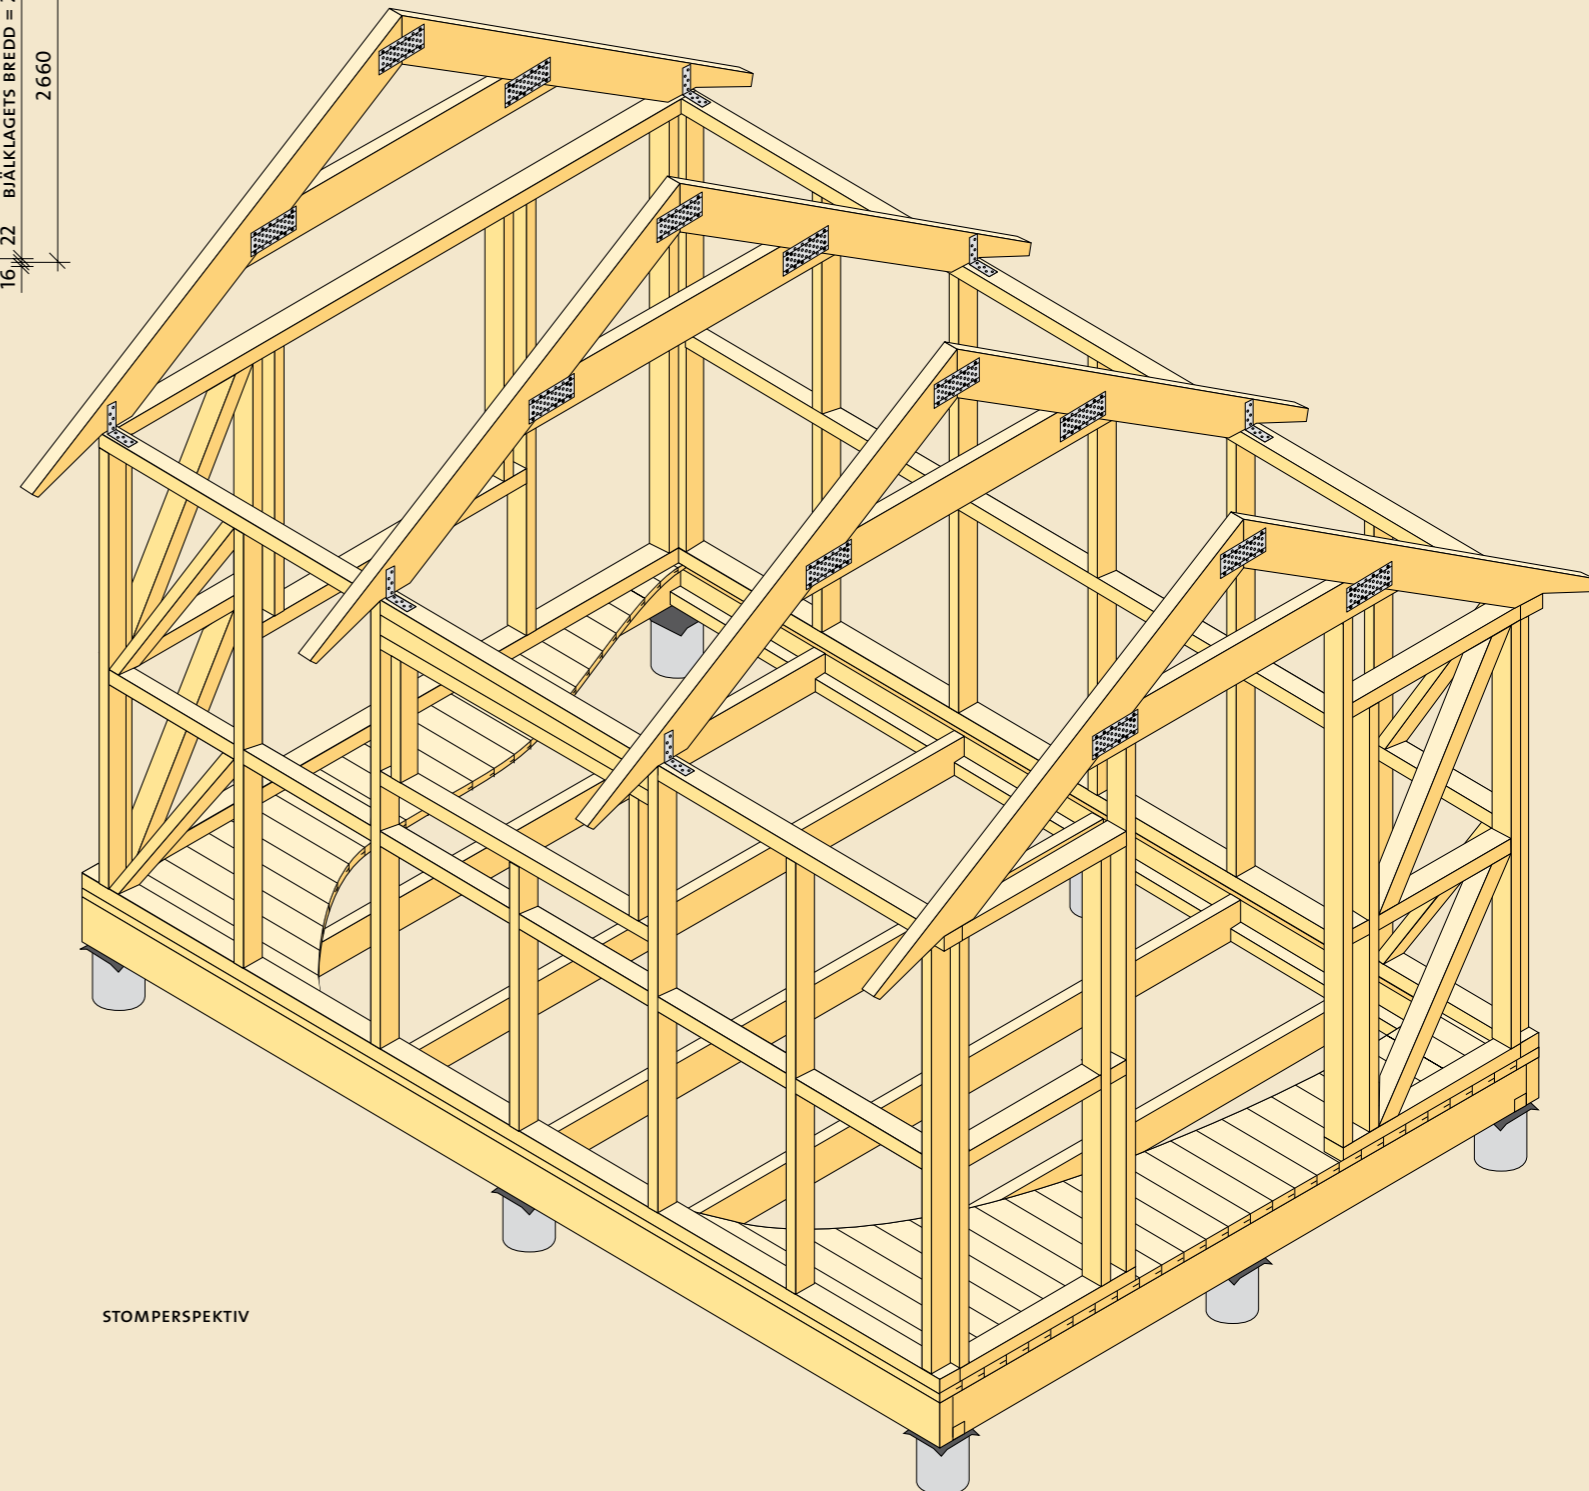 BJÄLKLAGETS BREDD =
2660
22
16
STOMPERSPEKTIV